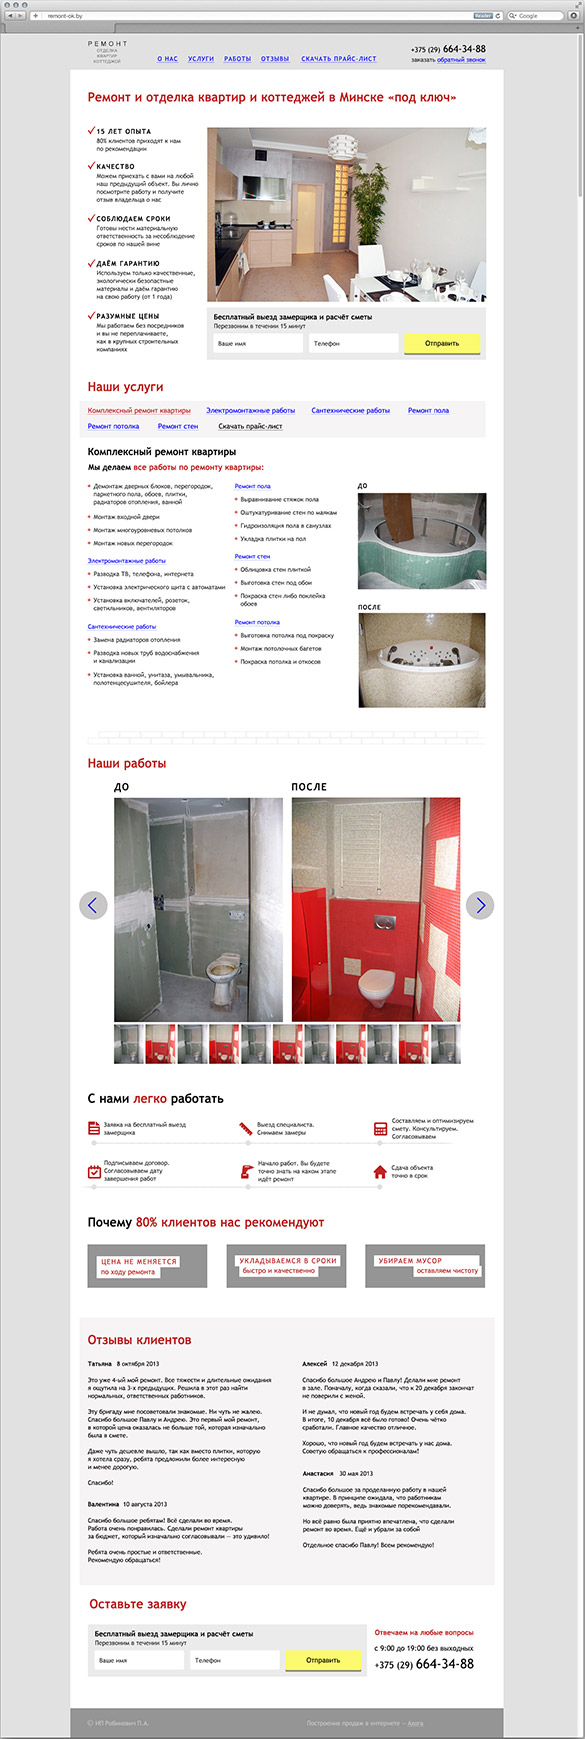 remont-ok.by
Reader
Google
РЕМОНТ
ОТДЕЛКА
КВАРТИР
КОТТЕДЖЕЙ
О НАС
УСЛУГИ
РАБОТЫ
ОТЗЫВЫ
СКАЧАТЬ ПРАЙС-ЛИСТ
+375 (29) 664-34-88
заказать обратный звонок
Ремонт и отделка квартир и коттеджей в Минске «под ключ»
15 ЛЕТ ОПЫТА
80% клиентов приходят к нам
по рекомендации
КАЧЕСТВО
Можем приехать с вами на любой
наш предыдущий объект. Вы лично
посмотрите работу и получите
отзыв владельца о нас
СОБЛЮДАЕМ СРОКИ
Готовы нести материальную
ответственность за несоблюдение
сроков по нашей вине
ДАЁМ ГАРАНТИЮ
Используем только качественные,
экологически безопастные
материалы и даём гарантию
на свою работу (от 1 года)
РАЗУМНЫЕ ЦЕНЫ
Мы работаем без посредников
и вы не переплачиваете,
как в крупных строительных
компаниях
Бесплатный выезд замерщика и расчёт сметы
Перезвоним в течении 15 минут
Ваше имя
Телефон
Отправить
Наши услуги
Комплексный ремонт квартиры
Электромонтажные работы
Сантехнические работы
Ремонт пола
Ремонт потолка
Ремонт стен
Скачать прайс-лист
Комплексный ремонт квартиры
Мы делаем все работы по ремонту квартиры:
Демонтаж дверных блоков, перегородок,
паркетного пола, обоев, плитки,
радиаторов отопления, ванной
Монтаж входной двери
Монтаж многоуровневых потолков
Монтаж новых перегородок
Электромонтажные работы
Разводка ТВ, телефона, интернета
Установка электрического щита с автоматами
Установка включателей, розеток,
светильников, вентиляторов
Сантехнические работы
Замена радиаторов отопления
Разводка новых труб водоснабжения
и канализации
Установка ванной, унитаза, умывальника,
полотенцесушителя, бойлера
Ремонт пола
Выравнивание стяжок пола
Оштукатуривание стен по маякам
Гидроизоляция пола в санузлах
Укладка плитки на пол
Ремонт стен
Облицовка стен плиткой
Выготовка стен под обои
Покраска стен либо поклейка
обоев
Ремонт потолка
Выготовка потолка под покраску
Монтаж потолочных багетов
Покраска потолка и откосов
ДО
ПОСЛЕ
Наши работы
ДО
ПОСЛЕ
С нами легко работать
Заявка на бесплатный выезд
замерщика
Выезд специалиста.
Снимаем замеры
Составляем и оптимизируем
смету. Консультируем.
Согласовываем
Подписываем договор.
Согласовываем дату
завершения работ
Начало работ. Вы будете
точно знать на каком этапе
идёт ремонт
Сдача объекта
точно в срок
Почему 80% клиентов нас рекомендуют
ЦЕНА НЕ МЕНЯЕТСЯ
по ходу ремонта
УКЛАДЫВАЕМСЯ В СРОКИ
быстро и качественно
УБИРАЕМ МУСОР
оставляем чистоту
Отзывы клиентов
Татьяна 8 октября 2013
Это уже 4-ый мой ремонт. Все тяжести и длительные ожидания
я ощутила на 3-х предыдущих. Решила в этот раз найти
нормальных, ответственных работников.
Эту бригаду мне посоветовали знакомые. Ни чуть не жалею.
Спасибо большое Павлу и Андрею. Это первый мой ремонт,
в которой цена оказалась не больше той, которая изначально
была в смете.
Даже чуть дешевле вышло, так как вместо плитки, которую
я хотела сразу, ребята предложили более интересную
и менее дорогую.
Спасибо!
Валентина 10 августа 2013
Спасибо большое ребятам! Всё сделали во время.
Работа очень понравилась. Сделали ремонт квартиры
за бюджет, который изначально согласовывали — это удивило!
Ребята очень простые и ответственные.
Рекомендую обращаться!
Алексей 12 декабря 2013
Спасибо большое Андрею и Павлу! Делали мне ремонт
в зале. Поначалу, когда сказали, что к 20 декабря закончат
не поверили с женой.
И не думал, что новый год будем встречать у себя дома.
В итоге, 10 декабря всё было готово! Очень чётко
сработали. Главное качество отличное.
Хорошо, что новый год будем встречать у нас дома.
Советую обращаться к профессионалам!
Анастасия 30 мая 2013
Спасибо большое за проделанную работу в нашей
квартире. В принципе ожидала, что работникам
можно доверять, ведь знакомые порекомендовали.
Но всё равно была приятно впечатлена, что сделали
ремонт во время. Ещё и убрали за собой
Отдельное спасибо Павлу! Всем рекомендую!
Оставьте заявку
Бесплатный выезд замерщика и расчёт сметы
Перезвоним в течении 15 минут
Ваше имя
Телефон
Отправить
Отвечаем на любые вопросы
с 9:00 до 19:00 без выходных
+375 (29) 664-34-88
© ИП Робинович П.А.
Построение продаж в интернете —